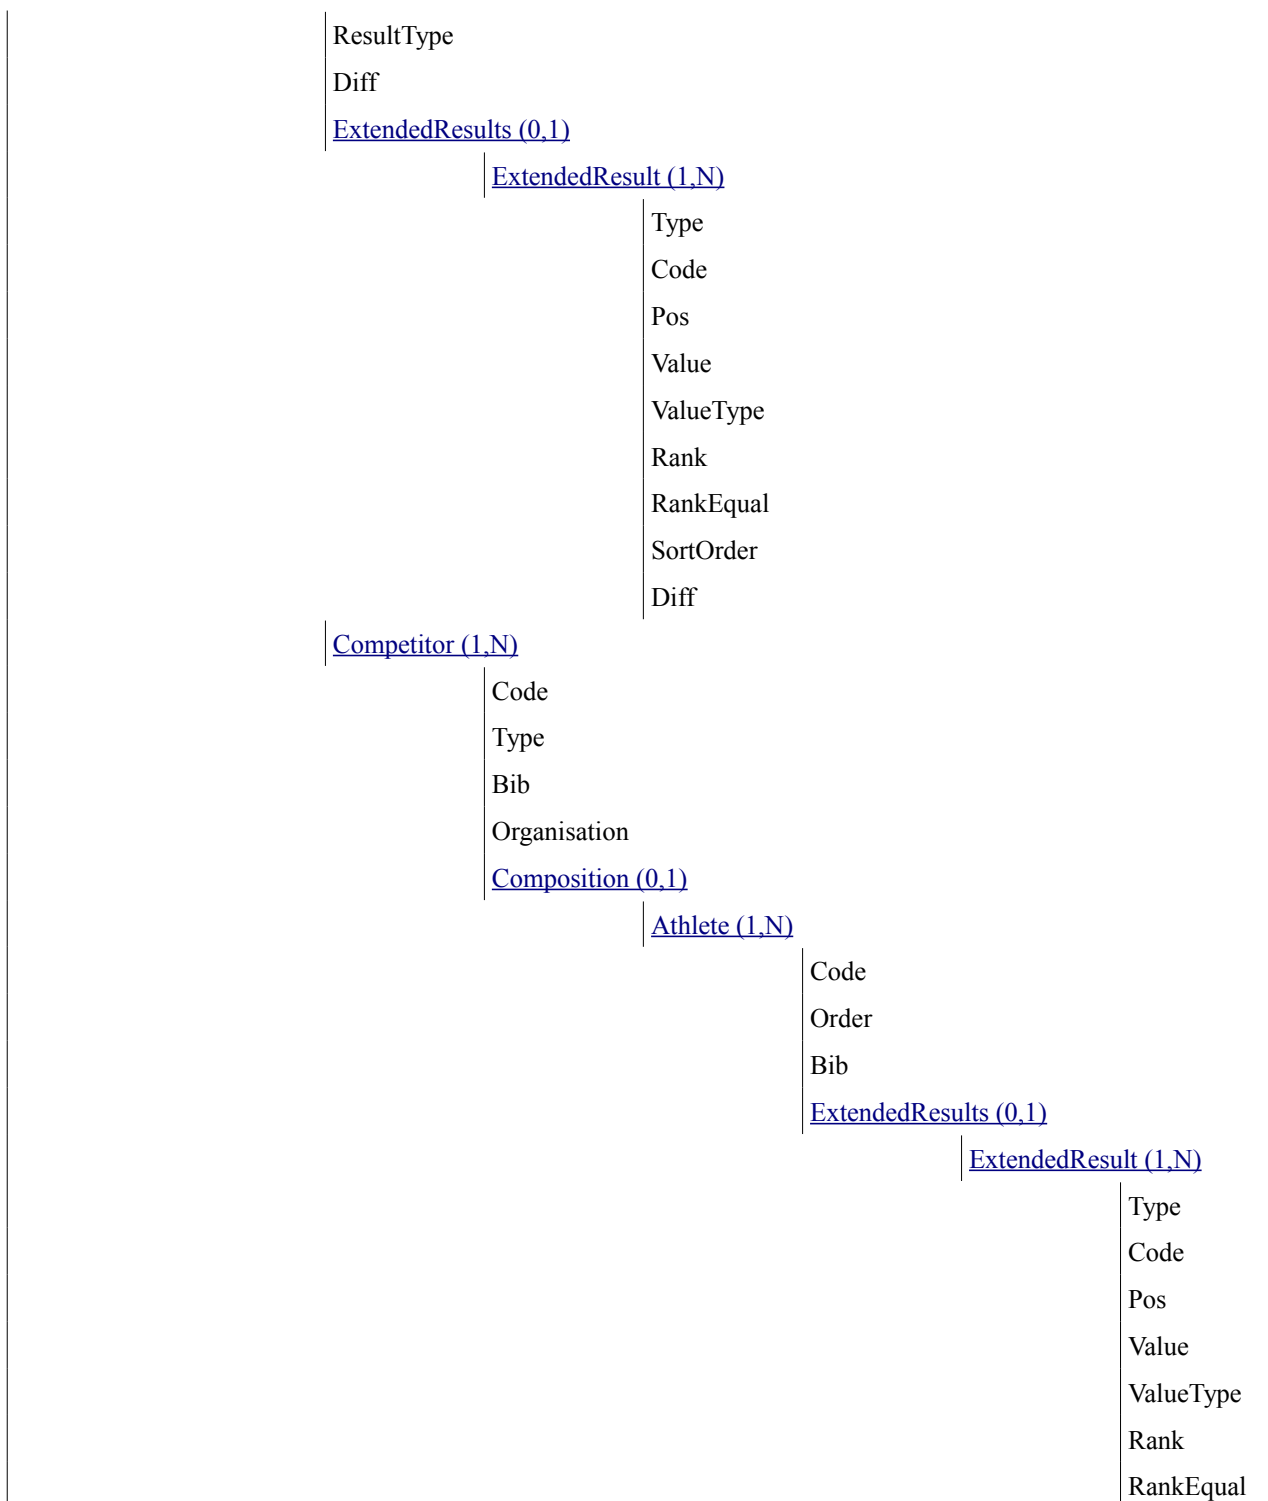 ResultType
Diff
ExtendedResults (0,1)
ExtendedResult (1,N)
Type
Code
Pos
Value
ValueType
Rank
RankEqual
SortOrder
Diff
Competitor (1,N)
Code
Type
Bib
Organisation
Composition (0,1)
Athlete (1,N)
Code
Order
Bib
ExtendedResults (0,1)
ExtendedResult (1,N)
Type
Code
Pos
Value
ValueType
Rank
RankEqual